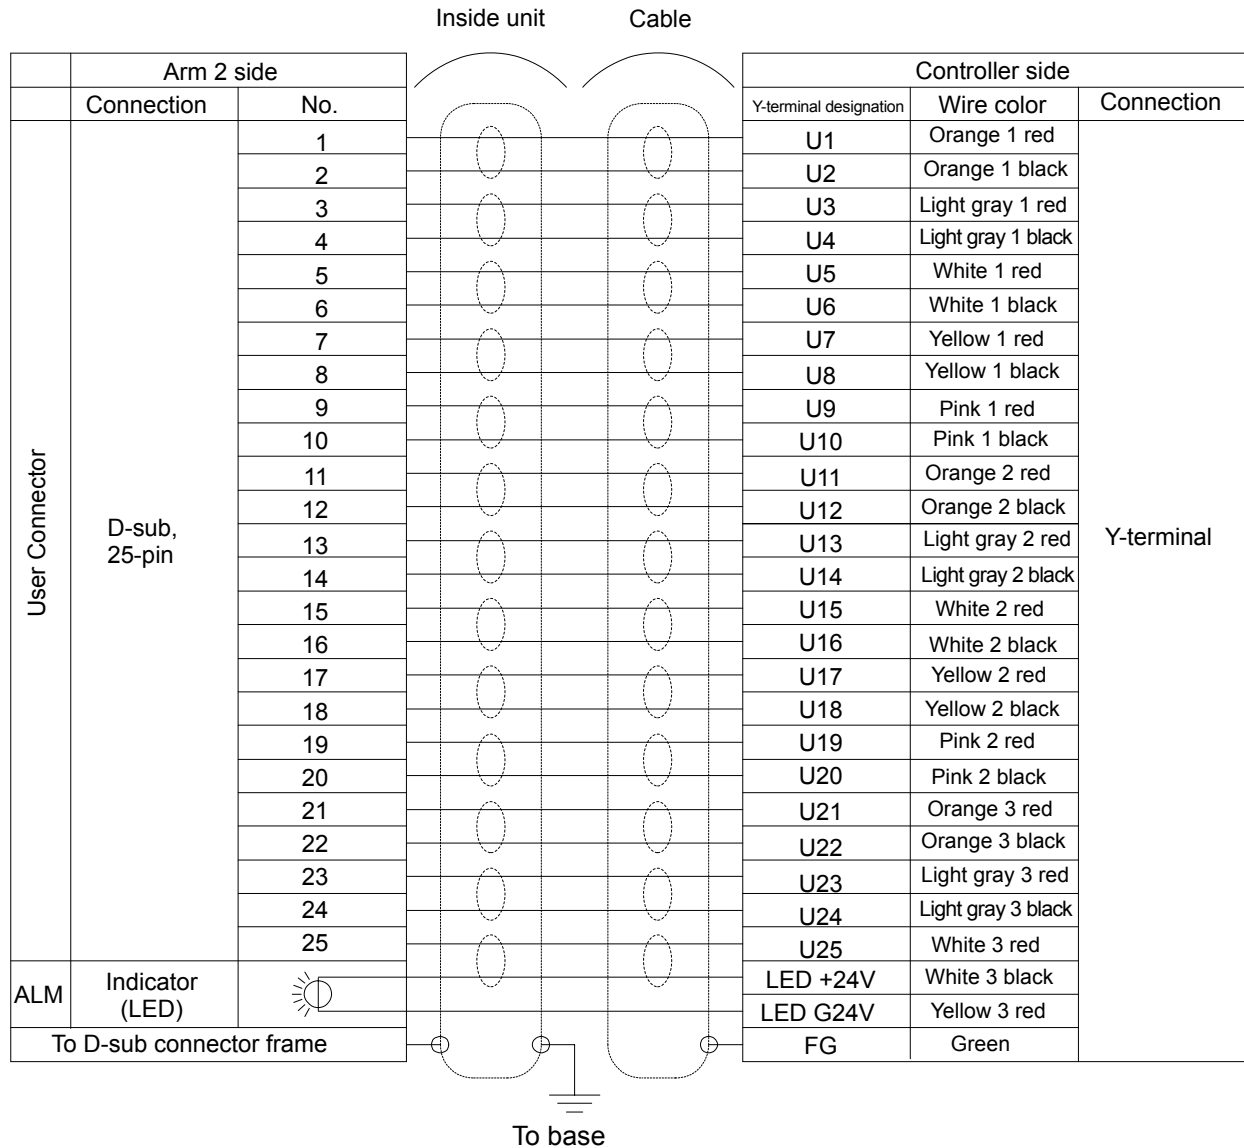 Inside unit Cable
Arm 2 side Controller side
Connection No. Y-terminal designation Wire color Connection
1 U1 Orange 1 red
2 U2 Orange 1 black
3 U3 Light gray 1 red
4 U4 Light gray 1 black
5 U5 White 1 red
6 U6 White 1 black
7 U7 Yellow 1 red
8 U8 Yellow 1 black
9 U9 Pink 1 red
10 U10 Pink 1 black
11 U11 Orange 2 red
12 U12 Orange 2 black
User Connector
D-sub,
25-pin
13 U13 Light gray 2 red
Y-terminal
14 U14 Light gray 2 black
15 U15 White 2 red
16 U16 White 2 black
17 U17 Yellow 2 red
18 U18 Yellow 2 black
19 U19 Pink 2 red
20 U20 Pink 2 black
21 U21 Orange 3 red
22 U22 Orange 3 black
23 U23 Light gray 3 red
24 U24 Light gray 3 black
25 U25 White 3 red
ALM
Indicator
(LED)
LED +24V White 3 black
LED G24V Yellow 3 red
To D-sub connector frame FG Green
To base